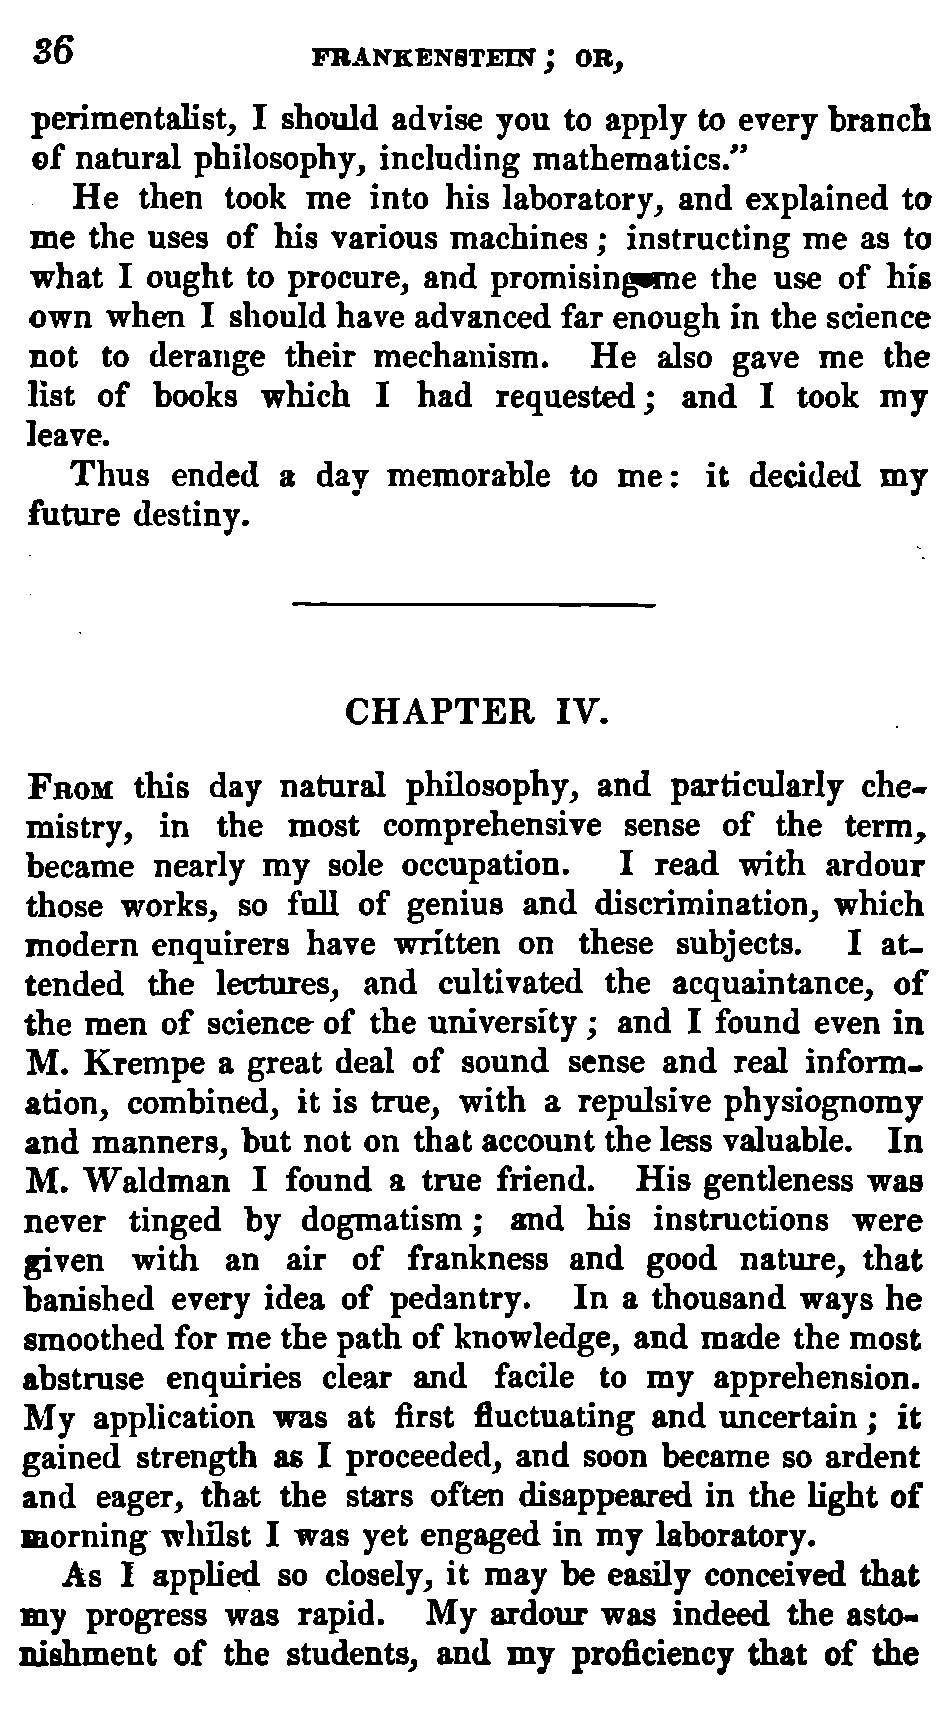 36
FRANKENSTEIN; OR,
perimentalist, I should advise you to apply to every branch
of natural philosophy, including mathematics."
He then took me into his laboratory, and explained to
me the uses of his various machines; instructing me as to
what I ought to procure, and promising me the use of his
own when I should have advanced far enough in the science
not to derange their mechanism. He also gave me the
list of books which I had requested; and I took my
leave.
Thus ended a day memorable to me: it decided my
future destiny.
CHAPTER IV.
FROM this day natural philosophy, and particularly che-
mistry, in the most comprehensive sense of the term,
became nearly my sole occupation. I read with ardour
those works, so full of genius and discrimination, which
modern enquirers have written on these subjects. I at-
tended the lectures, and cultivated the acquaintance, of
the men of science of the university; and I found even in
M. Krempe a great deal of sound sense and real inform-
ation, combined, it is true, with a repulsive physiognomy
and manners, but not on that account the less valuable. In
M. Waldman I found a true friend. His gentleness was
never tinged by dogmatism; and his instructions were
given with an air of frankness and good nature, that
banished every idea of pedantry. In a thousand ways he
smoothed for me the path of knowledge, and made the most
abstruse enquiries clear and facile to my apprehension.
My application was at first fluctuating and uncertain; it
gained strength as I proceeded, and soon became so ardent
and eager, that the stars often disappeared in the light of
morning whilst I was yet engaged in my laboratory.
As I applied so closely, it may be easily conceived that
my progress was rapid. My ardour was indeed the asto-
nishment of the students, and my proficiency that of the